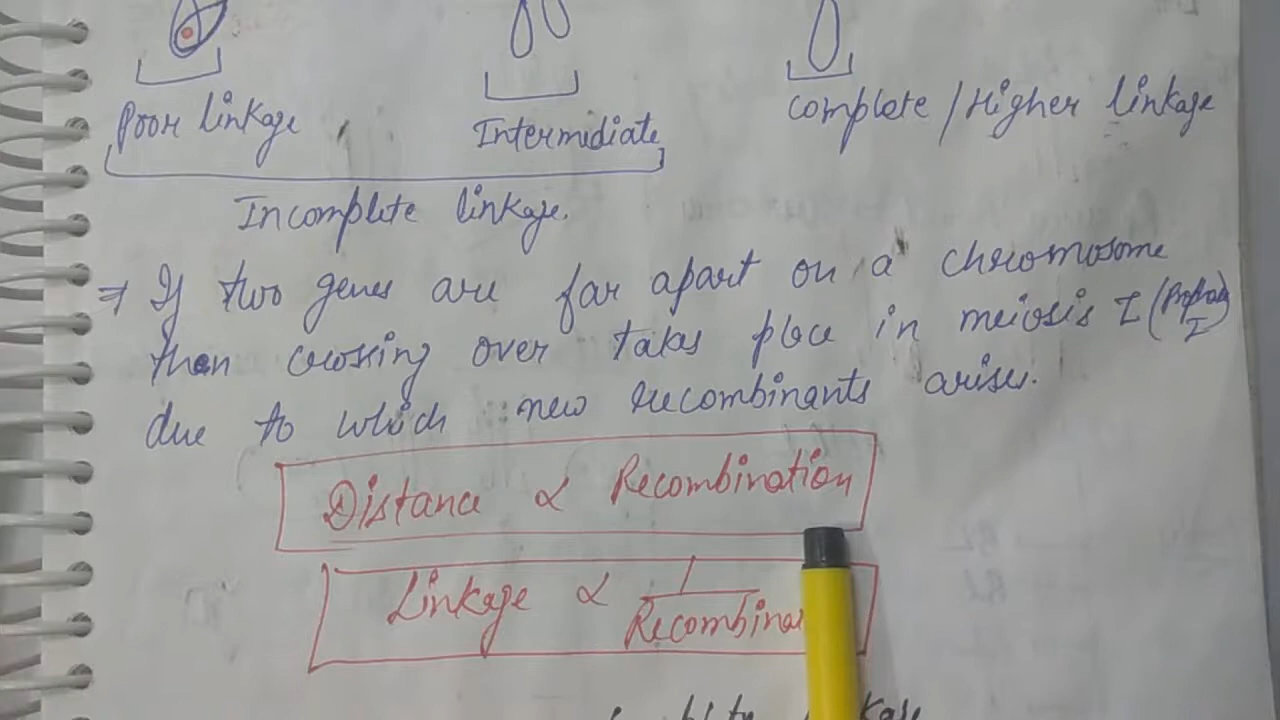 Poor linkage
Intermediate
Complete / Higher linkage
Incomplete linkage.
⇒ If two genes are far apart on a chromosome
then crossing over takes place in meiosis I (Prophase I)
due to which new recombinants arises.
Distance ∝ Recombination
Linkage ∝ 1
Recombina